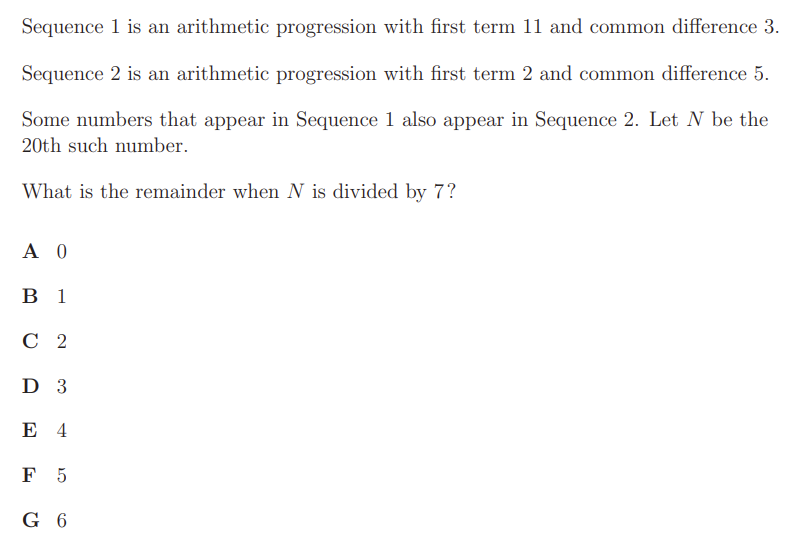 Sequence 1 is an arithmetic progression with first term 11 and common difference 3.
Sequence 2 is an arithmetic progression with first term 2 and common difference 5.
Some numbers that appear in Sequence 1 also appear in Sequence 2. Let N be the
20th such number.
What is the remainder when N is divided by 7?
A 0
B 1
C 2
D 3
E 4
F 5
G 6